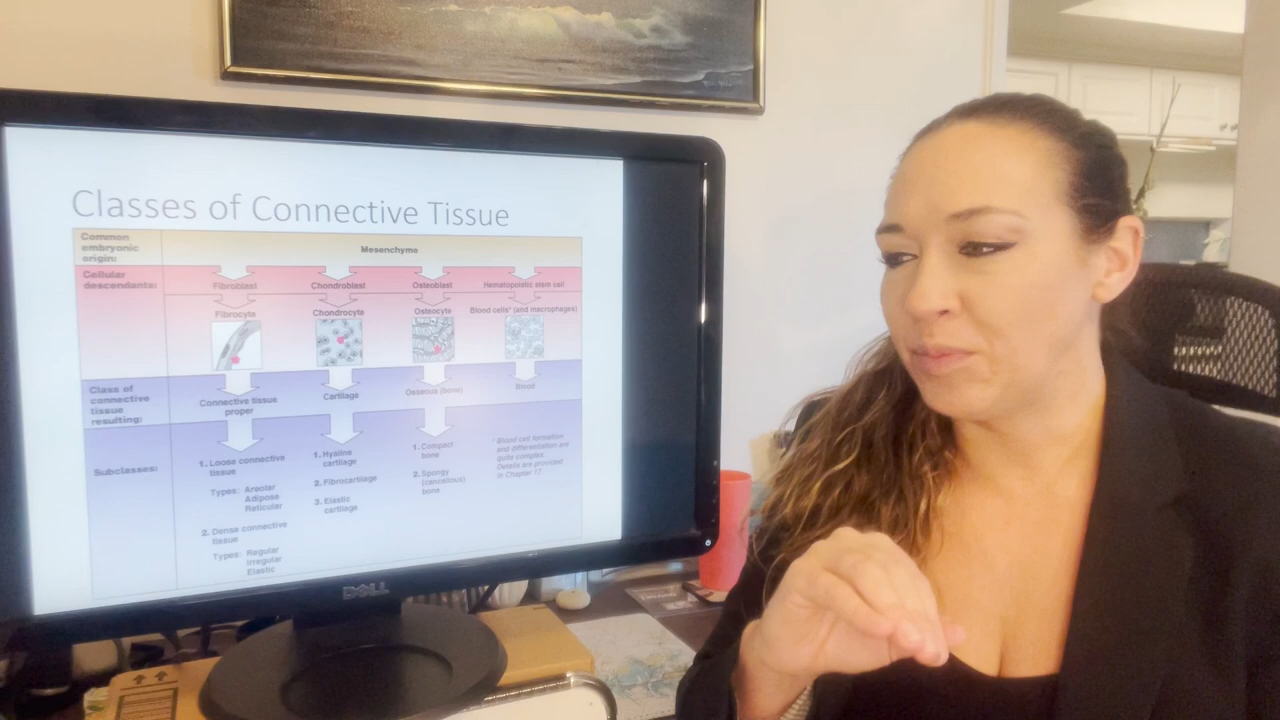 Classes of Connective Tissue
Common
embryonic
origin:
Mesenchyme
Cellular
descendants:
Fibroblast
Chondroblast
Osteoblast
Hematopoietic stem cell
Fibrocyte
Chondrocyte
Osteocyte
Blood cells* (and macrophages)
Class of
connective
tissue
resulting:
Connective tissue
proper
Cartilage
Osseous (bone)
Blood
Subclasses:
1. Loose connective
tissue
Types: Areolar
Adipose
Reticular
2. Dense connective
tissue
Types: Regular
Irregular
Elastic
1. Hyaline
cartilage
2. Fibrocartilage
3. Elastic
cartilage
1. Compact
bone
2. Spongy
(cancellous)
bone
* Blood cell formation
and differentiation are
quite complex.
Details are provided
in Chapter 17.
DELL